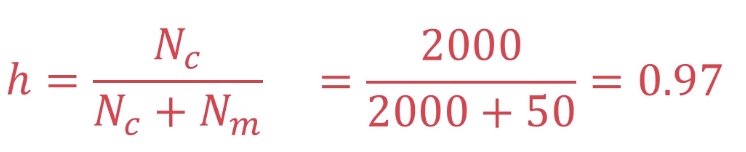 h = N_c / (N_c + N_m) = 2000 / (2000 + 50) = 0.97